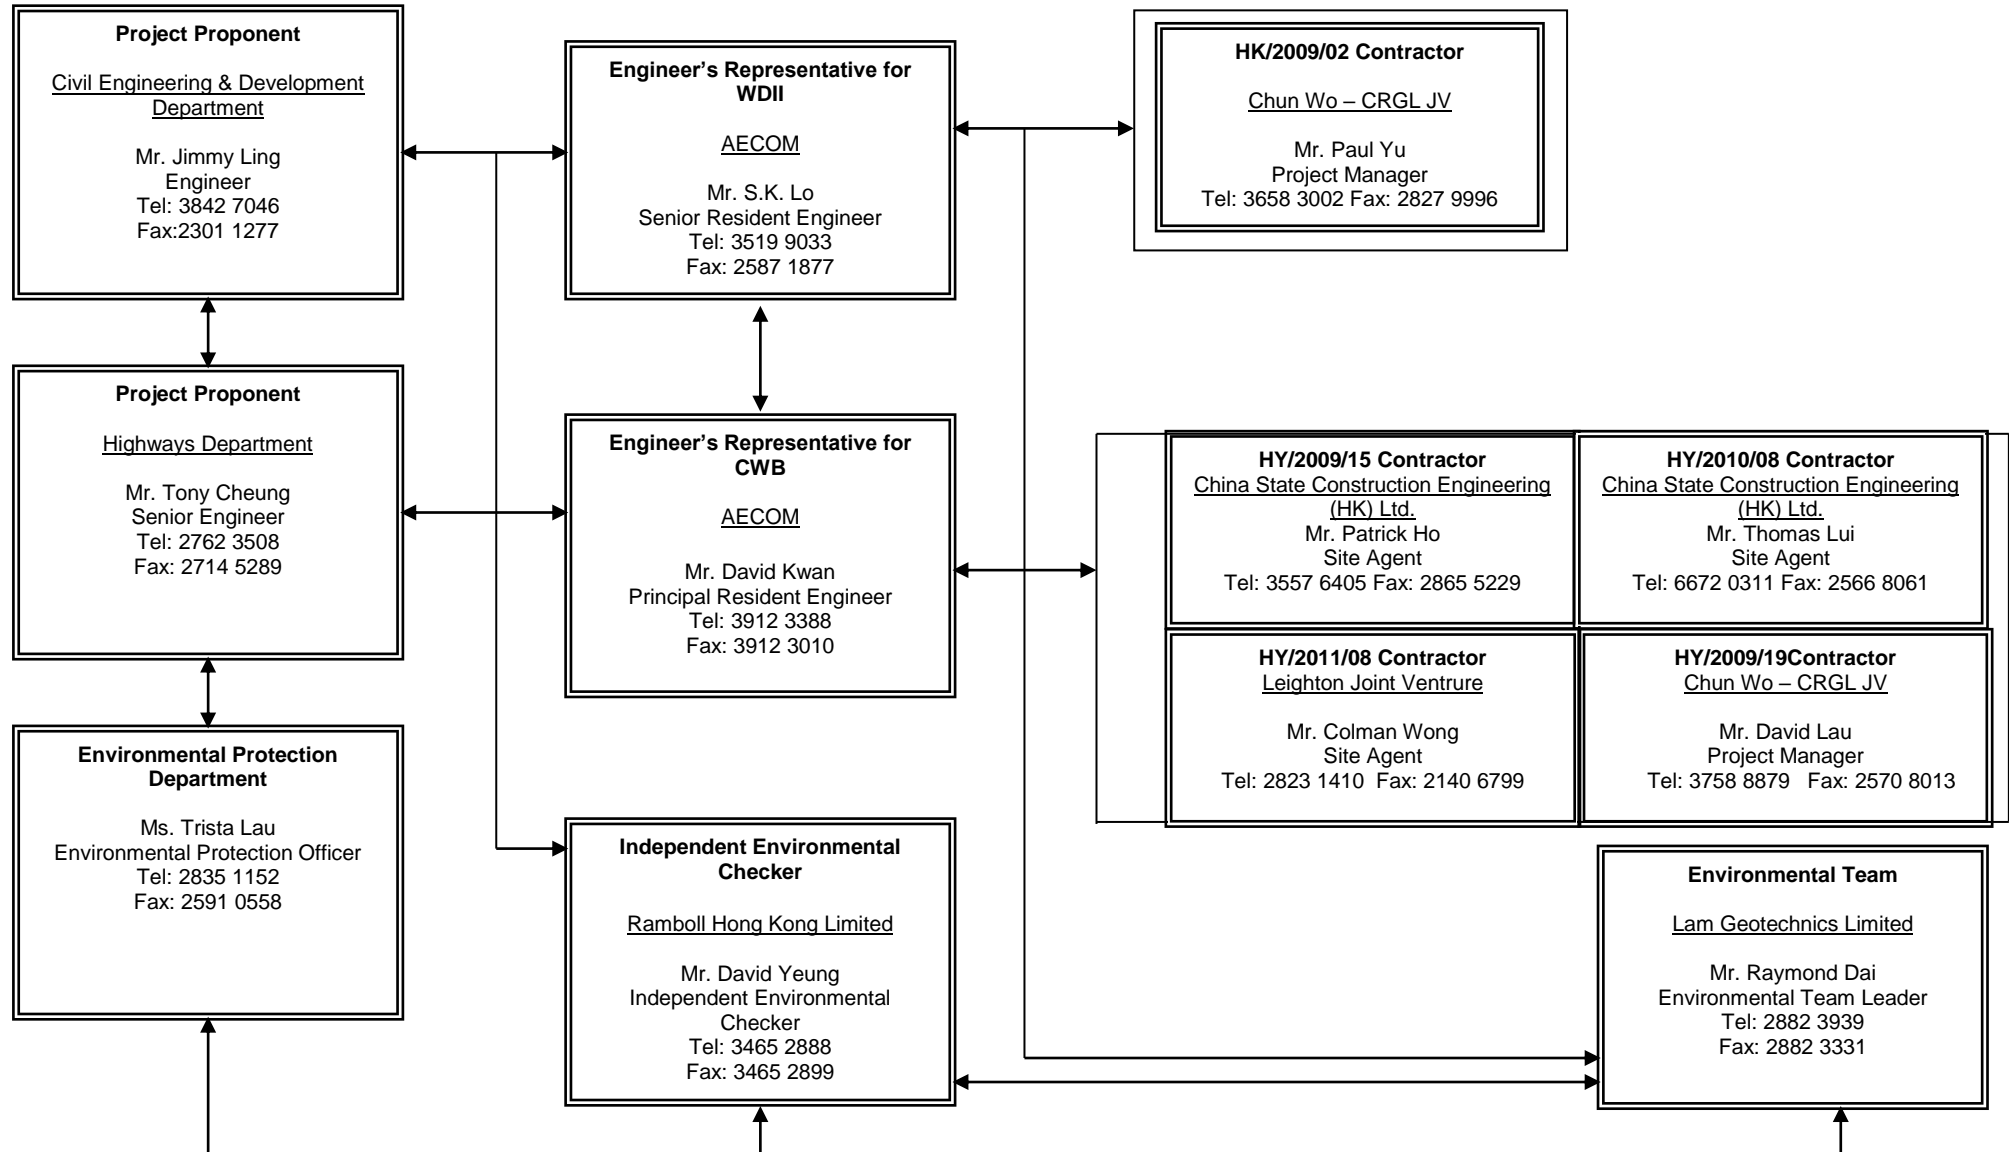 Project Proponent
Civil Engineering & Development
Department
Mr. Jimmy Ling
Engineer
Tel: 3842 7046
Fax:2301 1277
Engineer's Representative for
WDII
AECOM
Mr. S.K. Lo
Senior Resident Engineer
Tel: 3519 9033
Fax: 2587 1877
HK/2009/02 Contractor
Chun Wo – CRGL JV
Mr. Paul Yu
Project Manager
Tel: 3658 3002 Fax: 2827 9996
Project Proponent
Highways Department
Mr. Tony Cheung
Senior Engineer
Tel: 2762 3508
Fax: 2714 5289
Engineer's Representative for
CWB
AECOM
Mr. David Kwan
Principal Resident Engineer
Tel: 3912 3388
Fax: 3912 3010
HY/2009/15 Contractor
China State Construction Engineering
(HK) Ltd.
Mr. Patrick Ho
Site Agent
Tel: 3557 6405 Fax: 2865 5229
HY/2010/08 Contractor
China State Construction Engineering
(HK) Ltd.
Mr. Thomas Lui
Site Agent
Tel: 6672 0311 Fax: 2566 8061
HY/2011/08 Contractor
Leighton Joint Ventrure
Mr. Colman Wong
Site Agent
Tel: 2823 1410 Fax: 2140 6799
HY/2009/19Contractor
Chun Wo – CRGL JV
Mr. David Lau
Project Manager
Tel: 3758 8879 Fax: 2570 8013
Environmental Protection
Department
Ms. Trista Lau
Environmental Protection Officer
Tel: 2835 1152
Fax: 2591 0558
Independent Environmental
Checker
Ramboll Hong Kong Limited
Mr. David Yeung
Independent Environmental
Checker
Tel: 3465 2888
Fax: 3465 2899
Environmental Team
Lam Geotechnics Limited
Mr. Raymond Dai
Environmental Team Leader
Tel: 2882 3939
Fax: 2882 3331